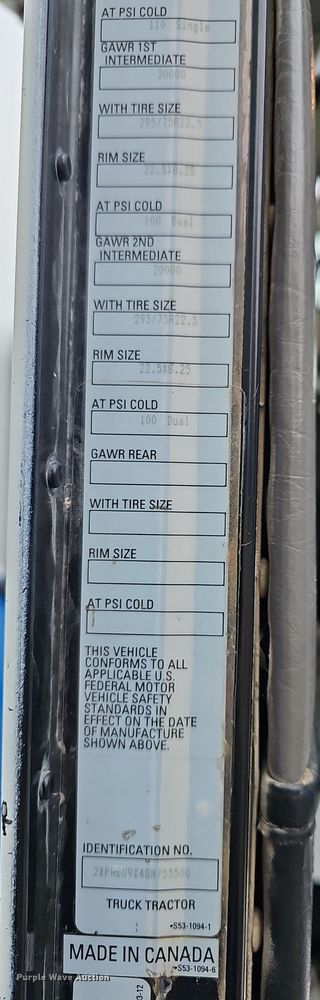 AT PSI COLD
110 Single
GAWR 1ST
INTERMEDIATE
20000
WITH TIRE SIZE
295/75R22.5
RIM SIZE
22.5X8.25
AT PSI COLD
100 Dual
GAWR 2ND
INTERMEDIATE
20000
WITH TIRE SIZE
295/75R22.5
RIM SIZE
22.5X8.25
AT PSI COLD
100 Dual
GAWR REAR
WITH TIRE SIZE
RIM SIZE
AT PSI COLD
THIS VEHICLE
CONFORMS TO ALL
APPLICABLE U.S.
FEDERAL MOTOR
VEHICLE SAFETY
STANDARDS IN
EFFECT ON THE DATE
OF MANUFACTURE
SHOWN ABOVE.
IDENTIFICATION NO.
TRUCK TRACTOR
•S53-1094-1
MADE IN CANADA
•S53-1094-6
3-12
Purple Wave Auction